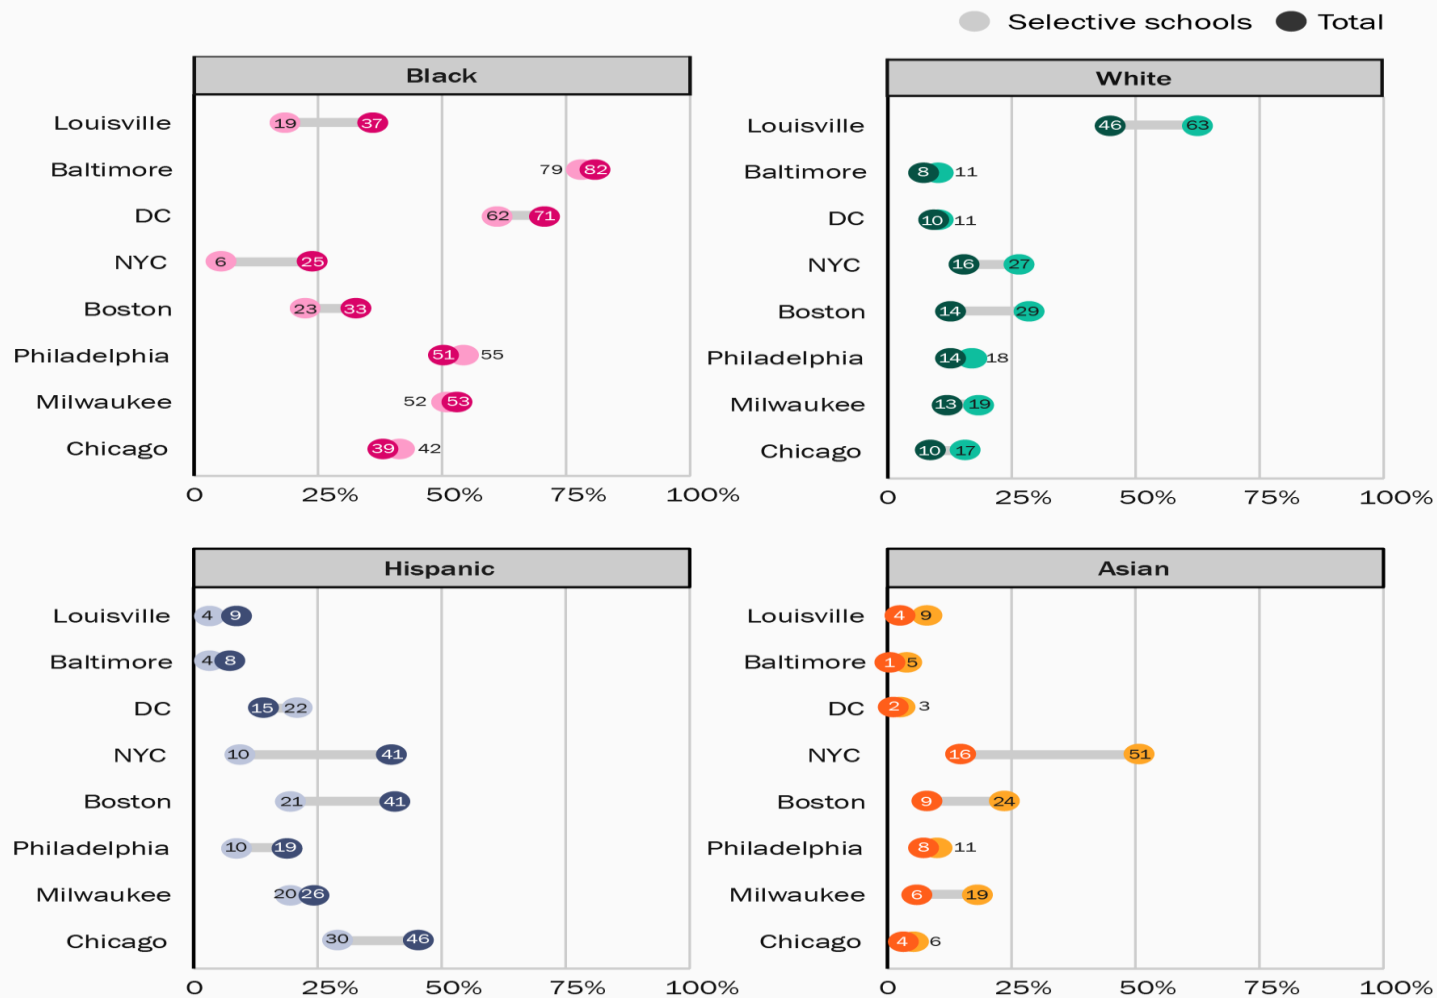 Selective schools Total
Black
Louisville 19 37
Baltimore 79 82
DC 62 71
NYC 6 25
Boston 23 33
Philadelphia 51 55
Milwaukee 52 53
Chicago 39 42
0 25% 50% 75% 100%
White
Louisville 46 63
Baltimore 8 11
DC 10 11
NYC 16 27
Boston 14 29
Philadelphia 14 18
Milwaukee 13 19
Chicago 10 17
0 25% 50% 75% 100%
Hispanic
Louisville 4 9
Baltimore 4 8
DC 15 22
NYC 10 41
Boston 21 41
Philadelphia 10 19
Milwaukee 20 26
Chicago 30 46
0 25% 50% 75% 100%
Asian
Louisville 4 9
Baltimore 1 5
DC 2 3
NYC 16 51
Boston 9 24
Philadelphia 8 11
Milwaukee 6 19
Chicago 4 6
0 25% 50% 75% 100%